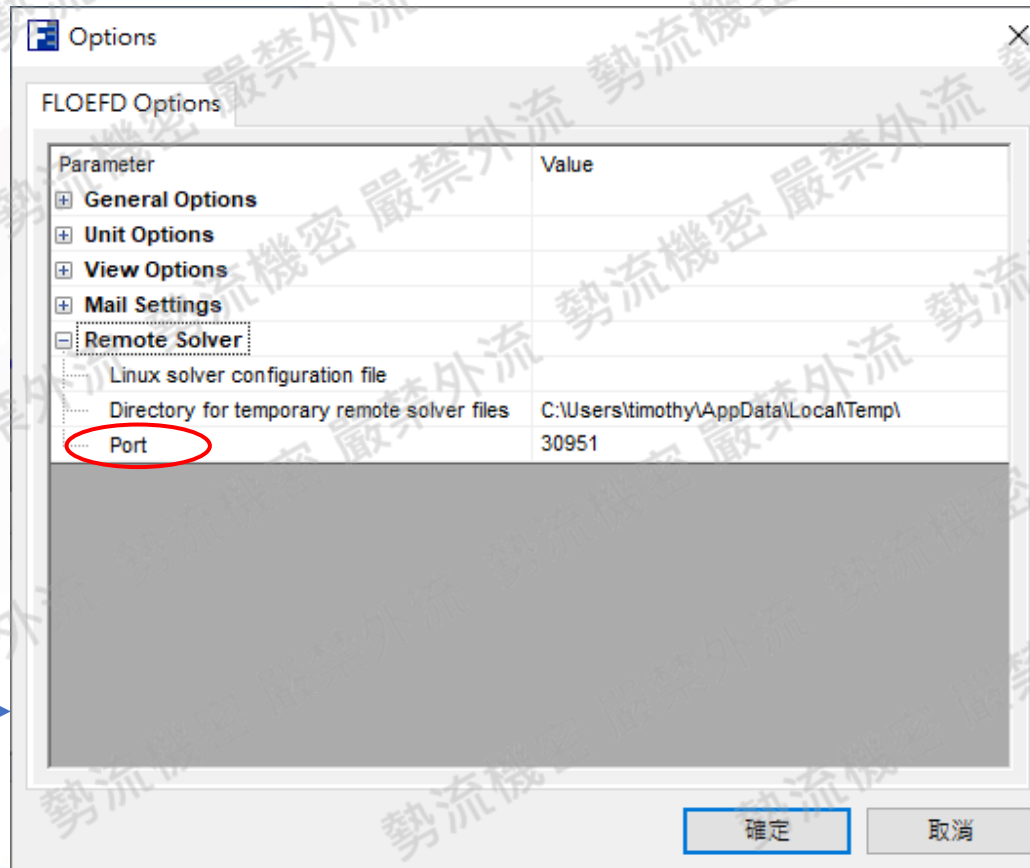 Options
FLOEFD Options
Parameter Value
General Options
Unit Options
View Options
Mail Settings
Remote Solver
Linux solver configuration file
Directory for temporary remote solver files C:\Users\timothy\AppData\Local\Temp\
Port 30951
確定 取消
勢流機密 嚴禁外流